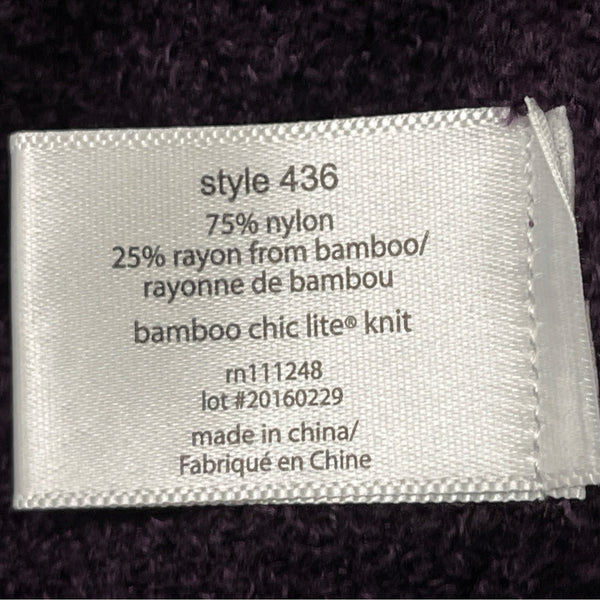 style 436
75% nylon
25% rayon from bamboo/
rayonne de bambou
bamboo chic lite® knit
rn111248
lot #20160229
made in china/
Fabriqué en Chine